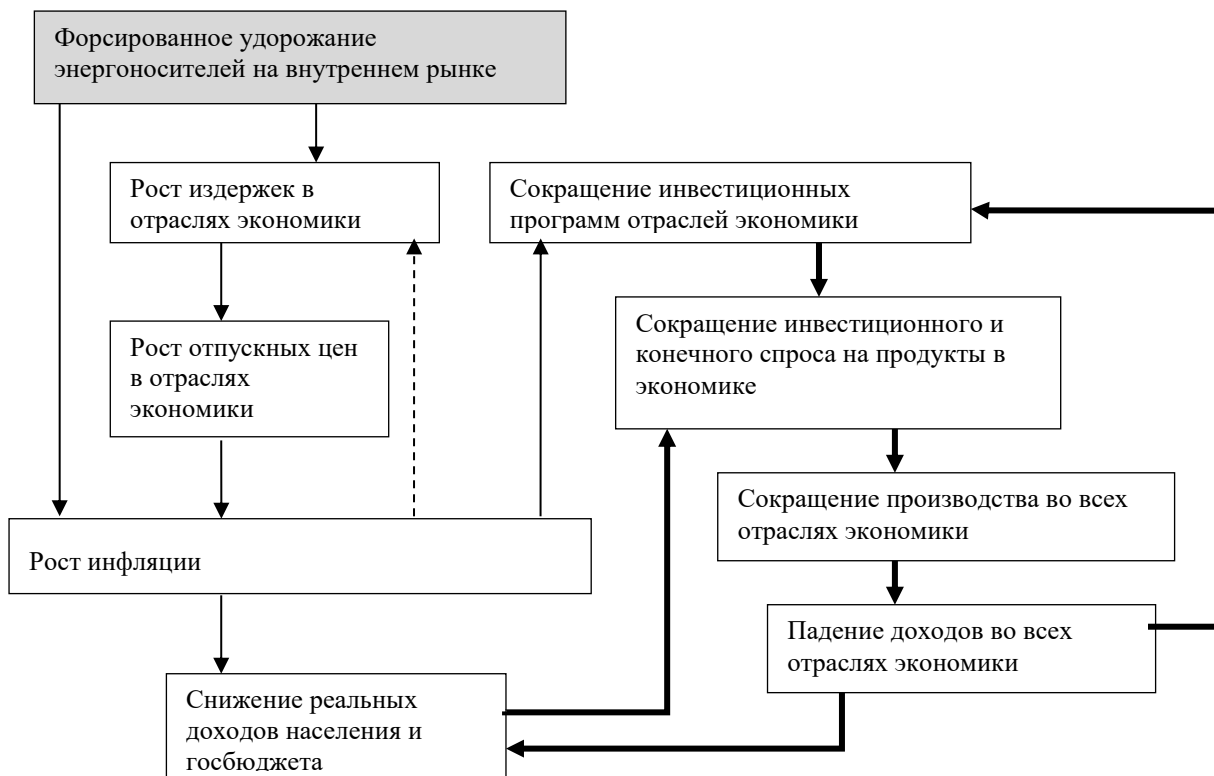 Форсированное удорожание
энергоносителей на внутреннем рынке
Рост издержек в
отраслях экономики
Сокращение инвестиционных
программ отраслей экономики
Сокращение инвестиционного и
конечного спроса на продукты в
экономике
Рост отпускных цен
в отраслях
экономики
Сокращение производства во всех
отраслях экономики
Рост инфляции
Падение доходов во всех
отраслях экономики
Снижение реальных
доходов населения и
госбюджета